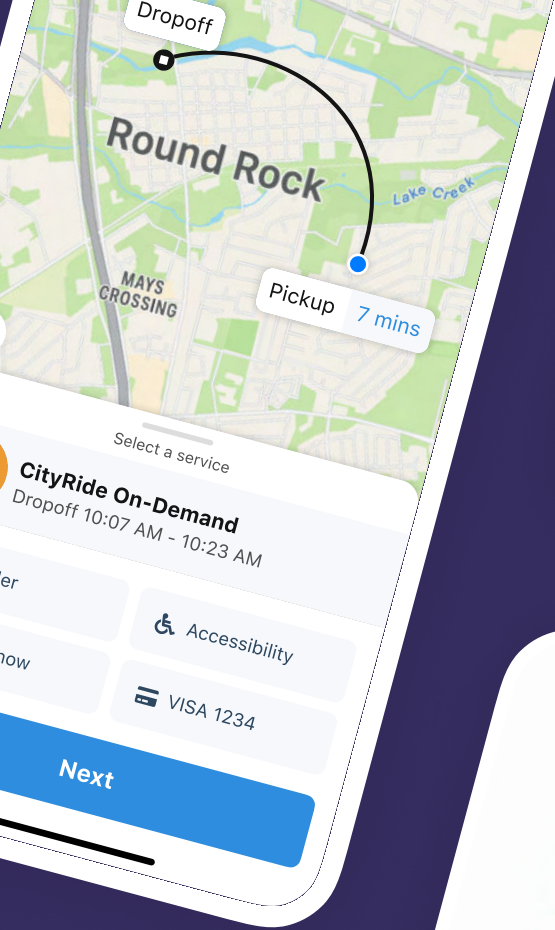 Dropoff
Round Rock
Lake Creek
MAYS
CROSSING
Pickup 7 mins
Select a service
CityRide On-Demand
Dropoff 10:07 AM - 10:23 AM
Accessibility
VISA 1234
Next